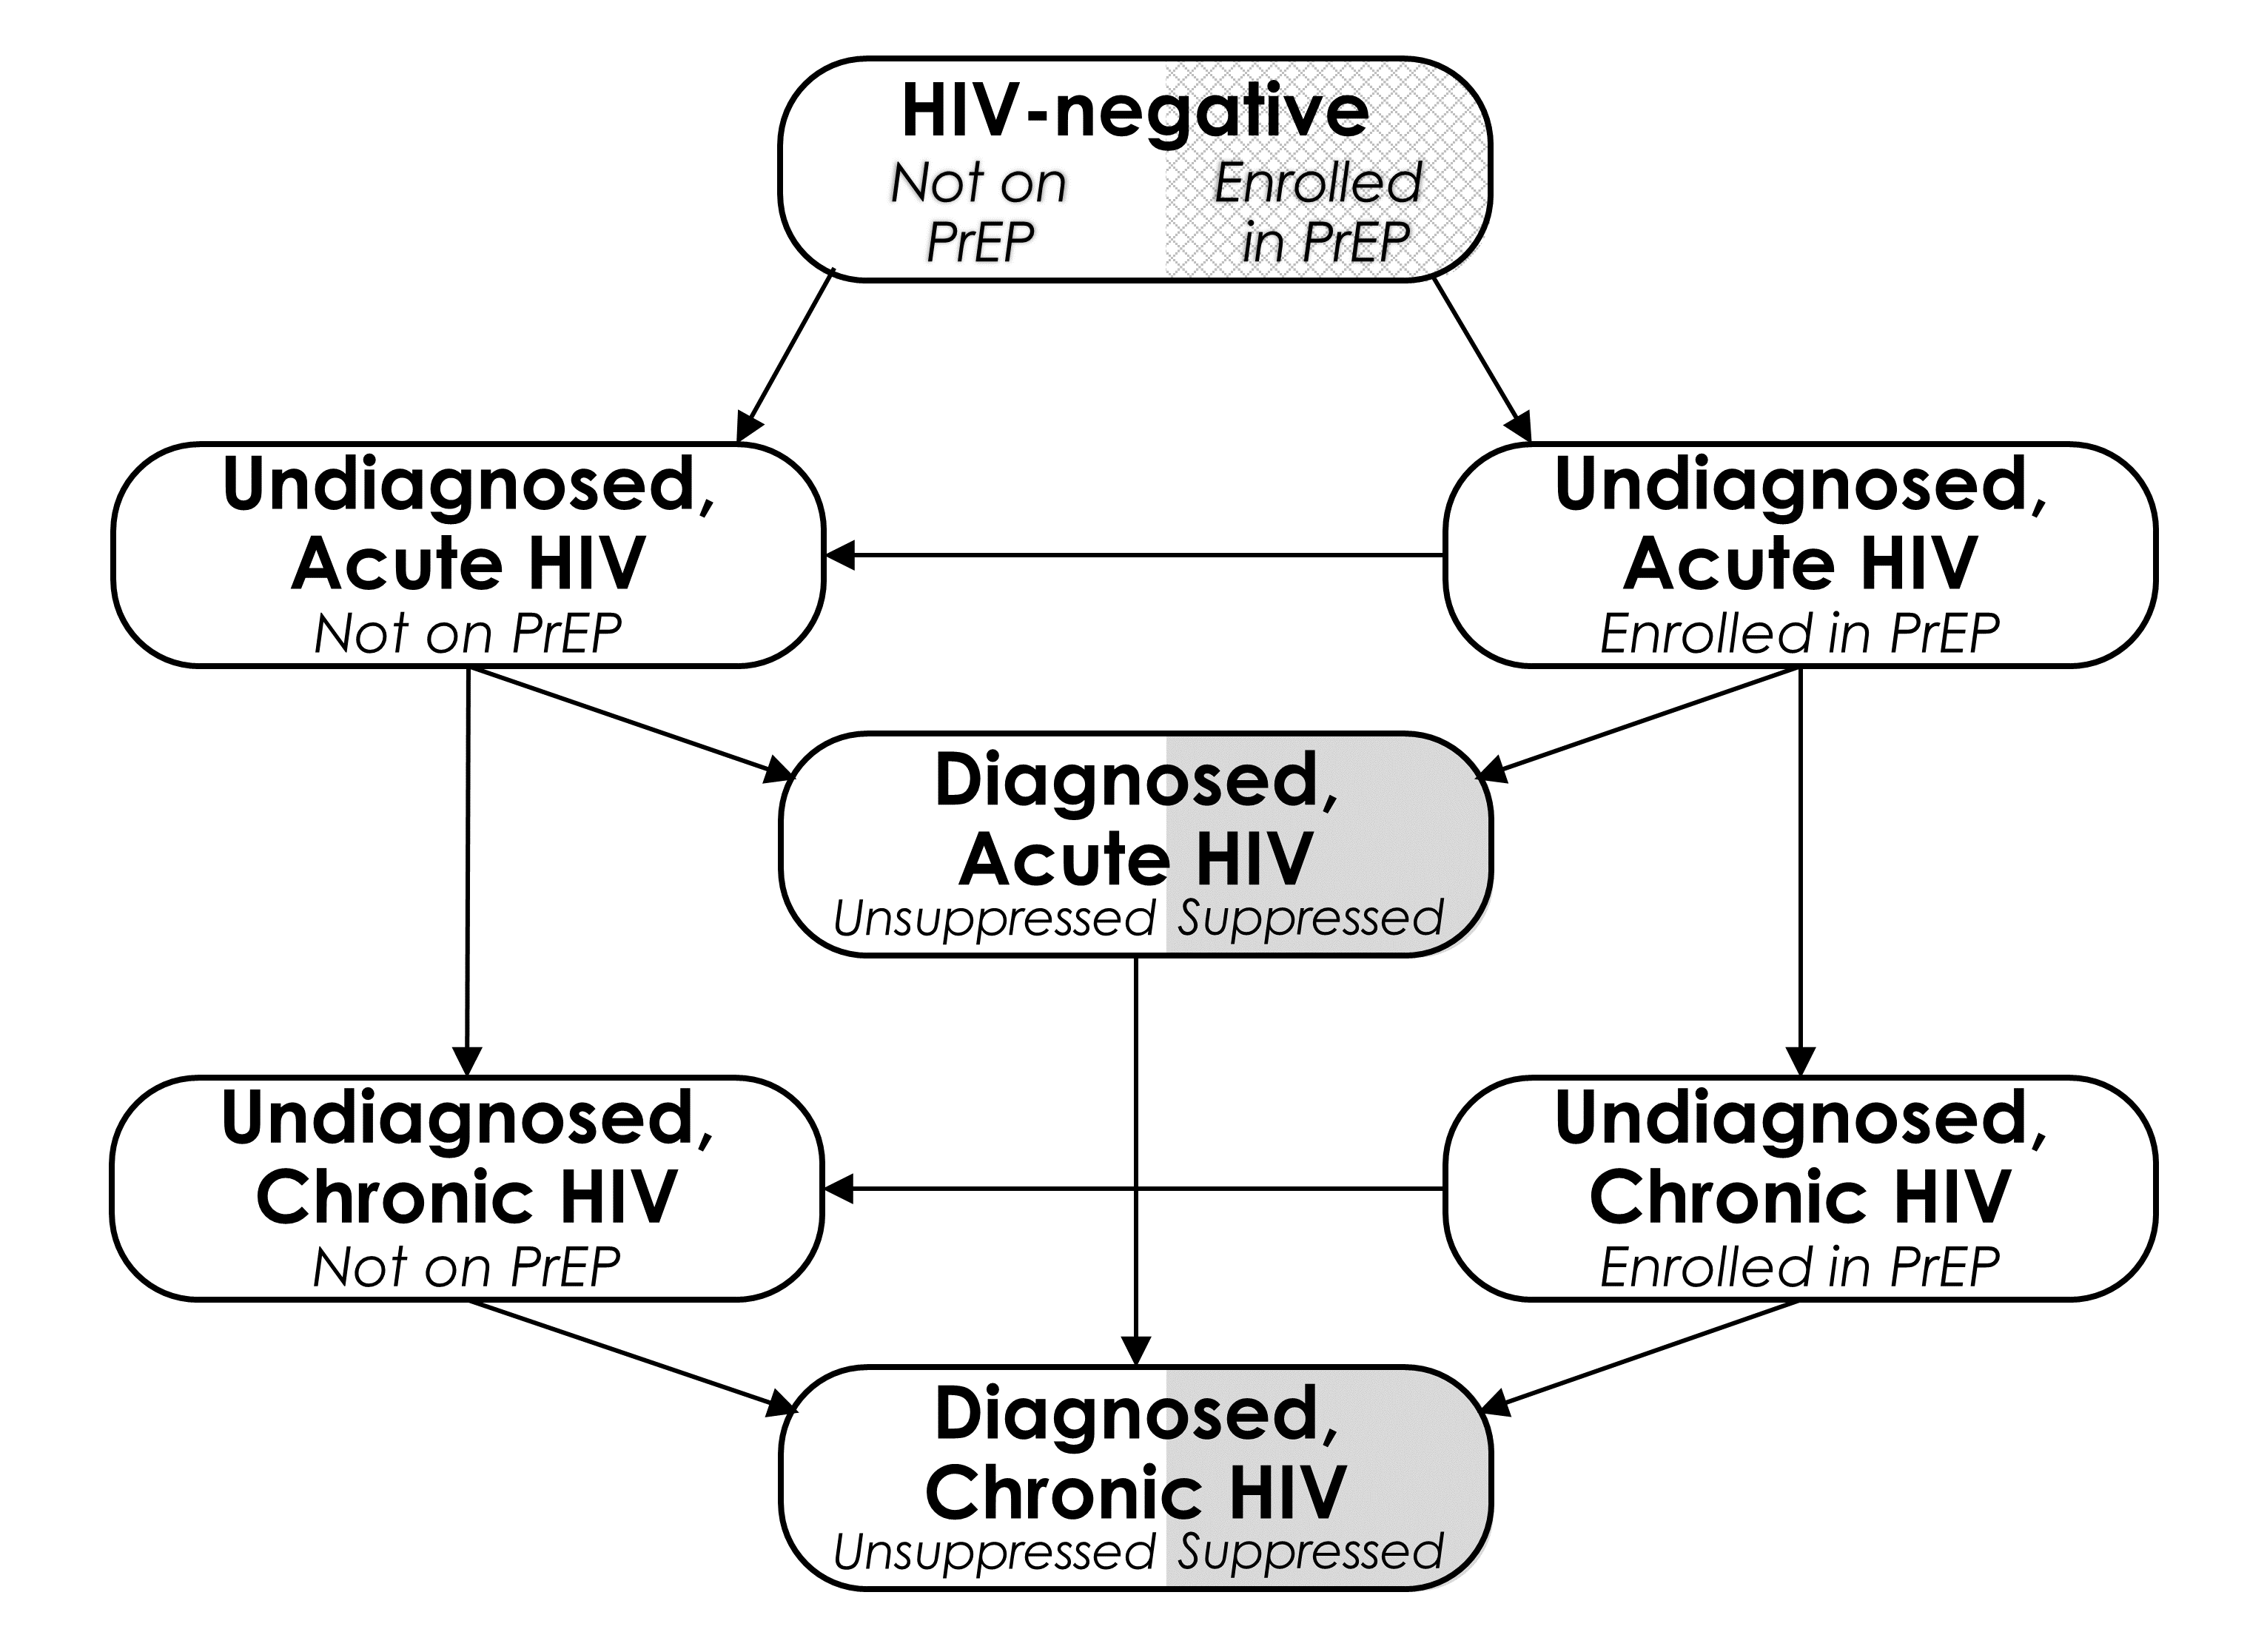 HIV-negative
Not on
PrEP
Enrolled
in PrEP
Undiagnosed,
Acute HIV
Not on PrEP
Undiagnosed,
Acute HIV
Enrolled in PrEP
Diagnosed,
Acute HIV
Unsuppressed Suppressed
Undiagnosed,
Chronic HIV
Not on PrEP
Undiagnosed,
Chronic HIV
Enrolled in PrEP
Diagnosed,
Chronic HIV
Unsuppressed Suppressed